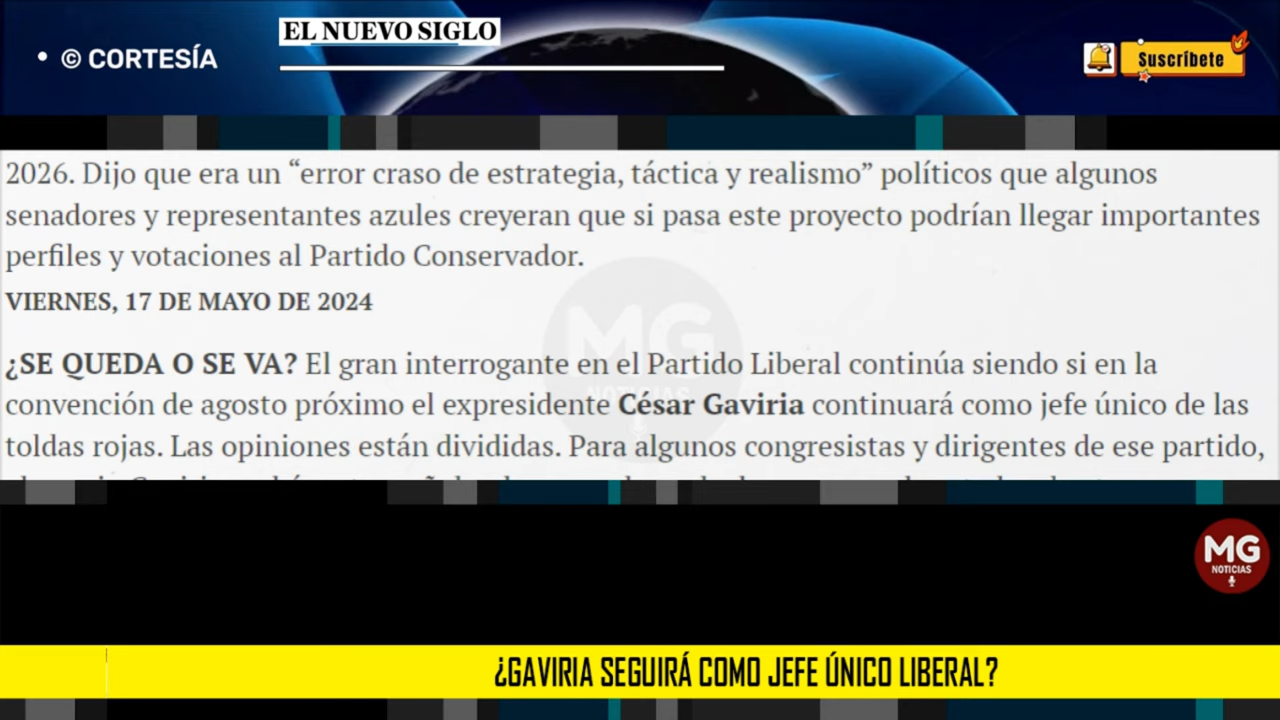 EL NUEVO SIGLO
• © CORTESÍA
Suscríbete
2026. Dijo que era un “error craso de estrategia, táctica y realismo” políticos que algunos
senadores y representantes azules creyeran que si pasa este proyecto podrían llegar importantes
perfiles y votaciones al Partido Conservador.
VIERNES, 17 DE MAYO DE 2024
¿SE QUEDA O SE VA? El gran interrogante en el Partido Liberal continúa siendo si en la
convención de agosto próximo el expresidente César Gaviria continuará como jefe único de las
toldas rojas. Las opiniones están divididas. Para algunos congresistas y dirigentes de ese partido,
MG
NOTICIAS
MG
NOTICIAS
¿GAVIRIA SEGUIRÁ COMO JEFE ÚNICO LIBERAL?